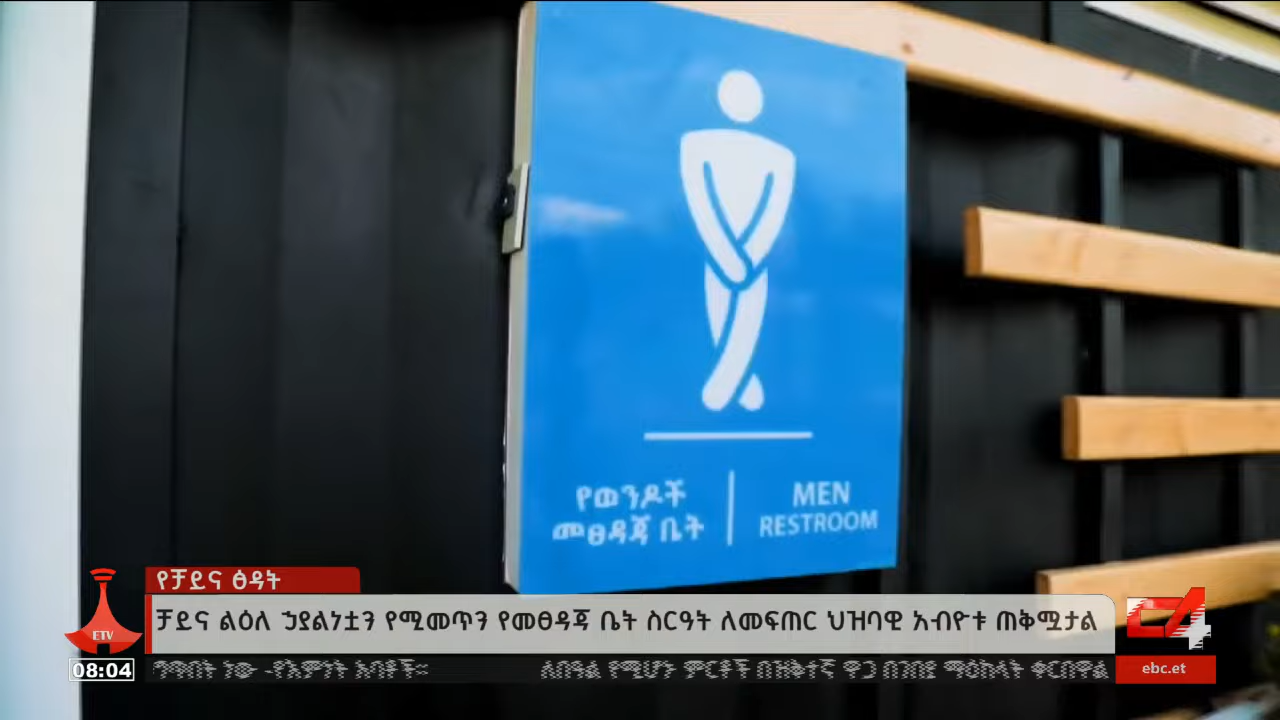 የወንዶች
መፀዳጃ ቤት
MEN
RESTROOM
የቻይና ፅዳት
ቻይና ልዕለ ኃያልነቷን የሚመጥን የመፀዳጃ ቤት ስርዓት ለመፍጠር ህዝባዊ አብዮቱ ጠቅሟታል
ETV
08:04
ebc.et